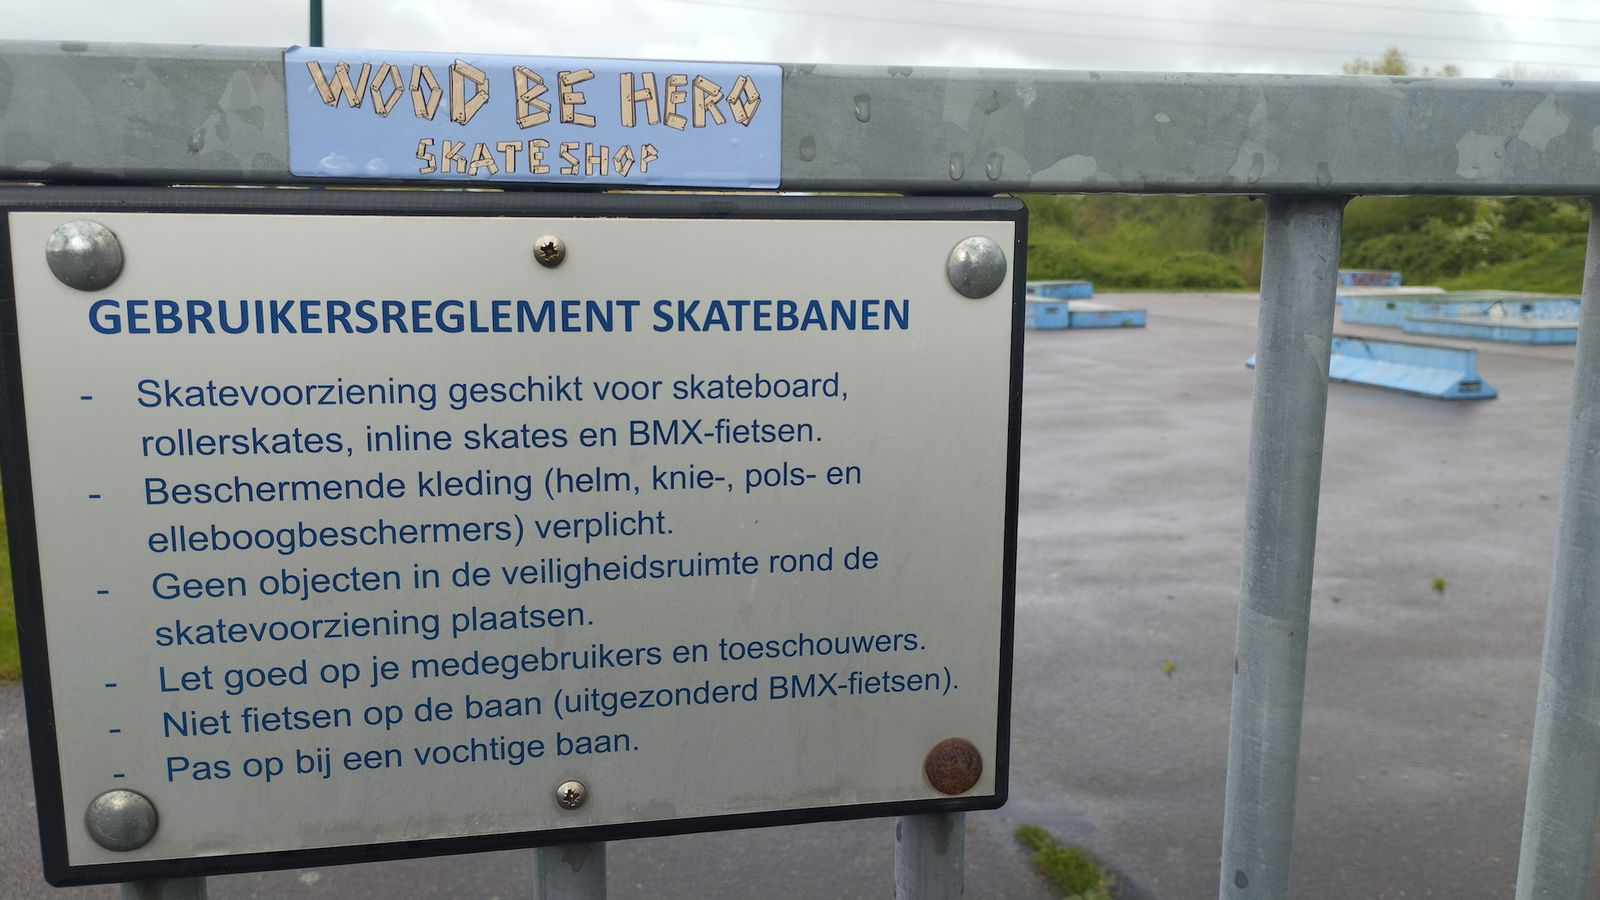 WOOD BE HERO
SKATESHOP
GEBRUIKERSREGLEMENT SKATEBANEN
- Skatevoorziening geschikt voor skateboard,
rollerskates, inline skates en BMX-fietsen.
- Beschermende kleding (helm, knie-, pols- en
elleboogbeschermers) verplicht.
- Geen objecten in de veiligheidsruimte rond de
skatevoorziening plaatsen.
- Let goed op je medegebruikers en toeschouwers.
- Niet fietsen op de baan (uitgezonderd BMX-fietsen).
- Pas op bij een vochtige baan.